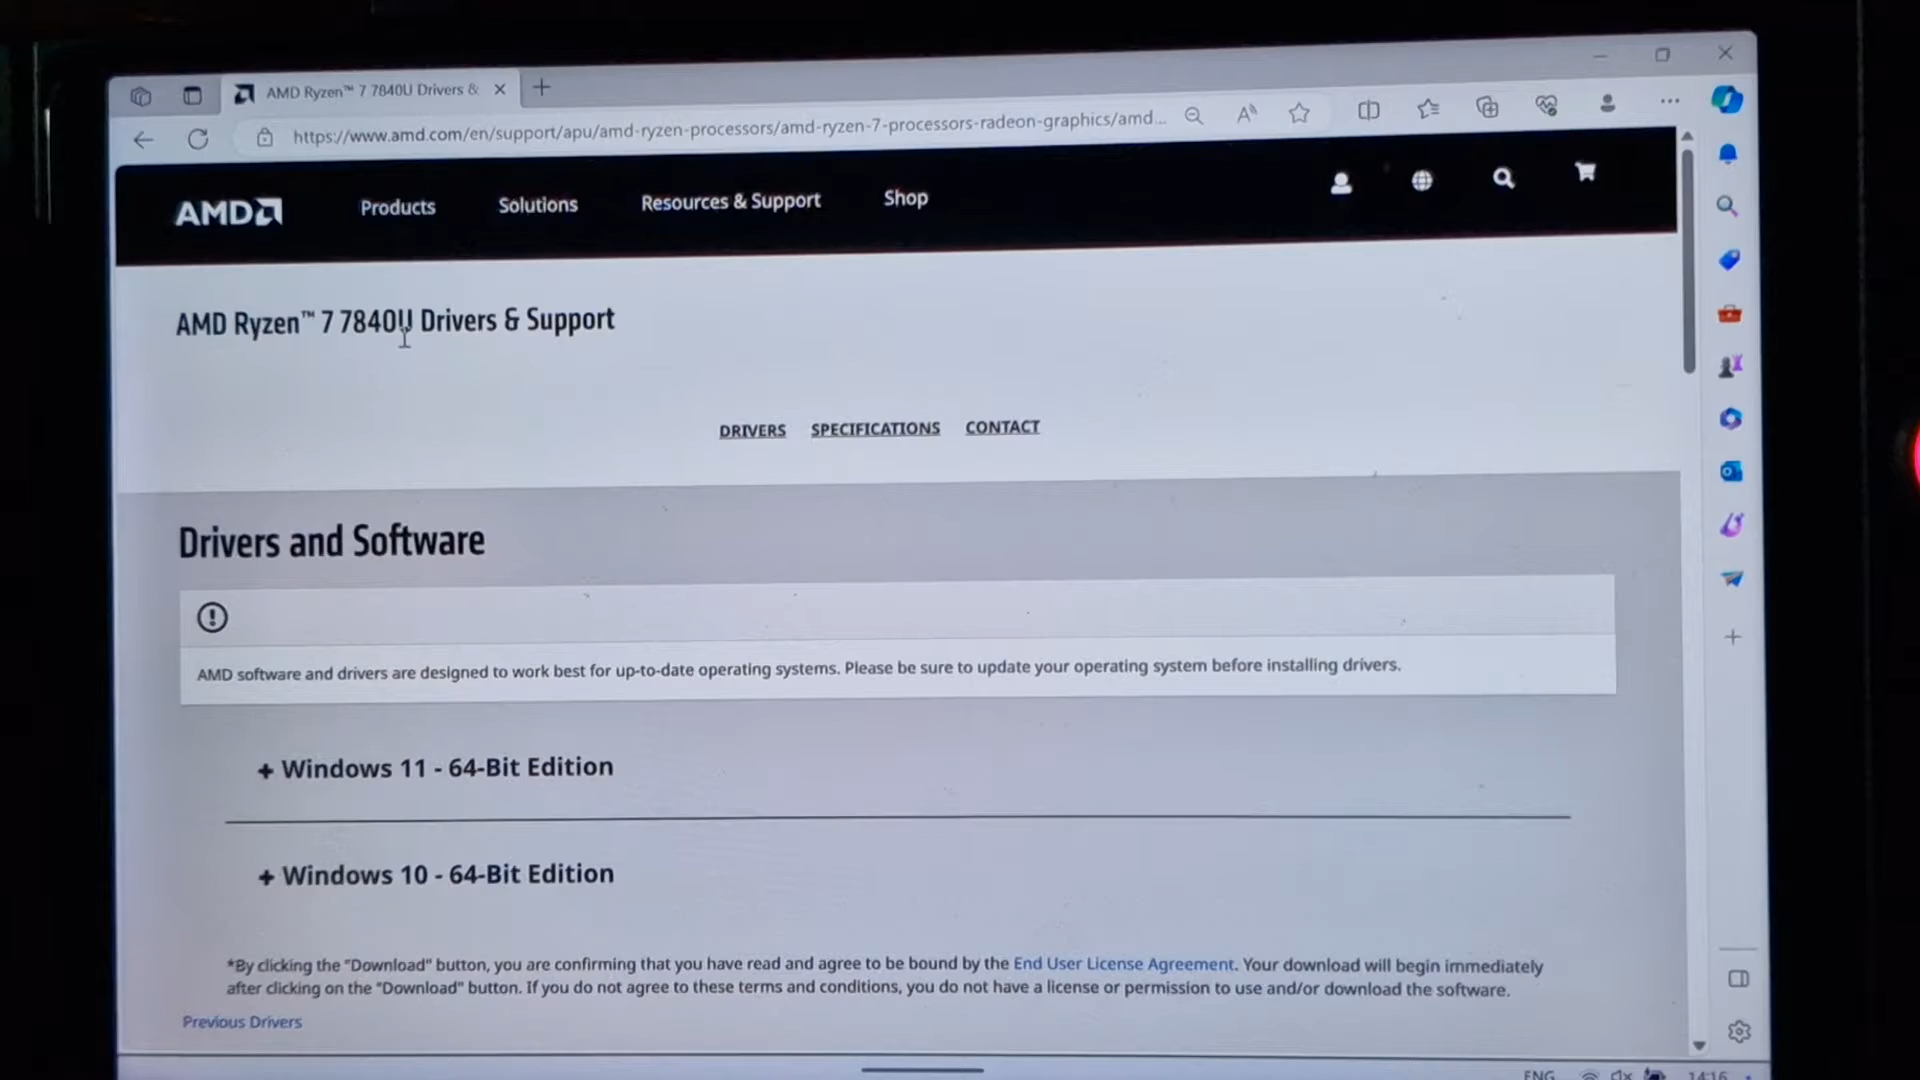 AMD Ryzen™ 7 7840U Drivers &
https://www.amd.com/en/support/apu/amd-ryzen-processors/amd-ryzen-7-processors-radeon-graphics/amd...
AMD
Products
Solutions
Resources & Support
Shop
AMD Ryzen™ 7 7840U Drivers & Support
DRIVERS
SPECIFICATIONS
CONTACT
Drivers and Software
AMD software and drivers are designed to work best for up-to-date operating systems. Please be sure to update your operating system before installing drivers.
+ Windows 11 - 64-Bit Edition
+ Windows 10 - 64-Bit Edition
*By clicking the "Download" button, you are confirming that you have read and agree to be bound by the End User License Agreement. Your download will begin immediately
after clicking on the "Download" button. If you do not agree to these terms and conditions, you do not have a license or permission to use and/or download the software.
Previous Drivers
ENG
14:16